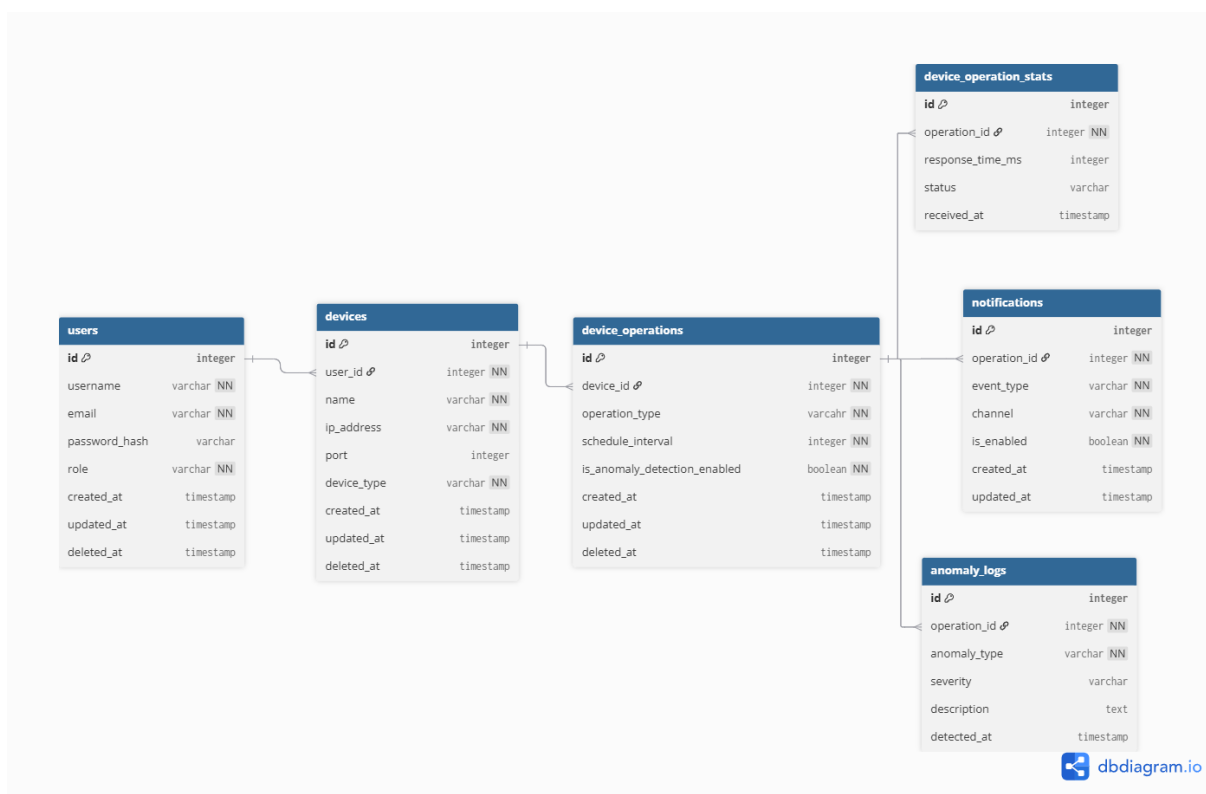 users
id integer
username varchar NN
email varchar NN
password_hash varchar
role varchar NN
created_at timestamp
updated_at timestamp
deleted_at timestamp
devices
id integer
user_id integer NN
name varchar NN
ip_address varchar NN
port integer
device_type varchar NN
created_at timestamp
updated_at timestamp
deleted_at timestamp
device_operations
id integer
device_id integer NN
operation_type varcahr NN
schedule_interval integer NN
is_anomaly_detection_enabled boolean NN
created_at timestamp
updated_at timestamp
deleted_at timestamp
device_operation_stats
id integer
operation_id integer NN
response_time_ms integer
status varchar
received_at timestamp
notifications
id integer
operation_id integer NN
event_type varchar NN
channel varchar NN
is_enabled boolean NN
created_at timestamp
updated_at timestamp
anomaly_logs
id integer
operation_id integer NN
anomaly_type varchar NN
severity varchar
description text
detected_at timestamp
dbdiagram.io